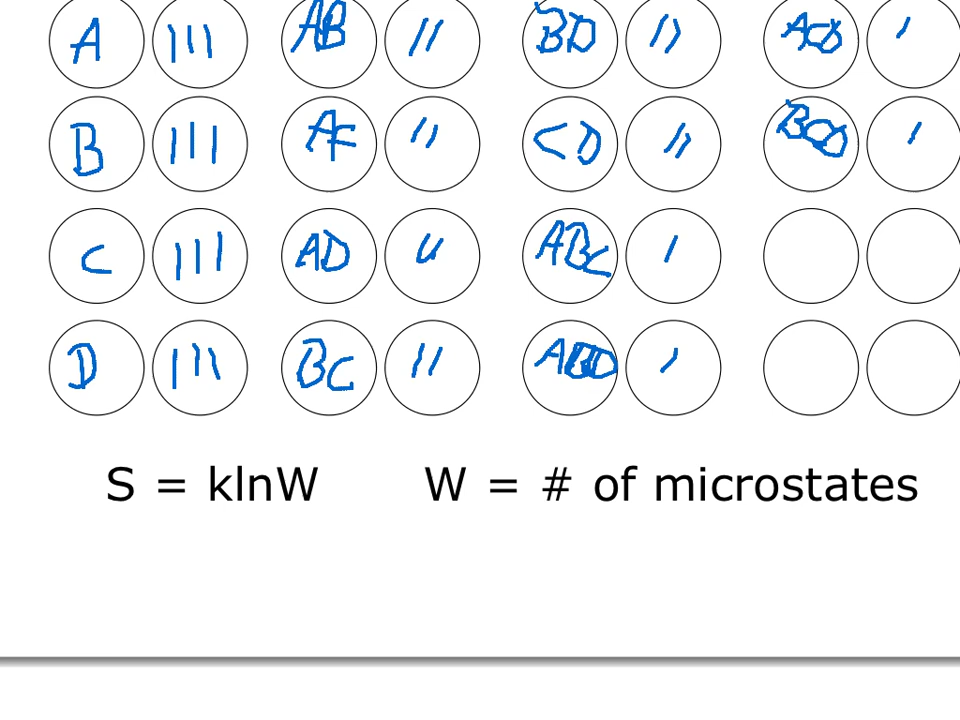 A ||| AB || BD || ACD |
B ||| AC || CD || BCD |
C ||| AD || ABC |
D ||| BC || ABD |
S = klnW W = # of microstates